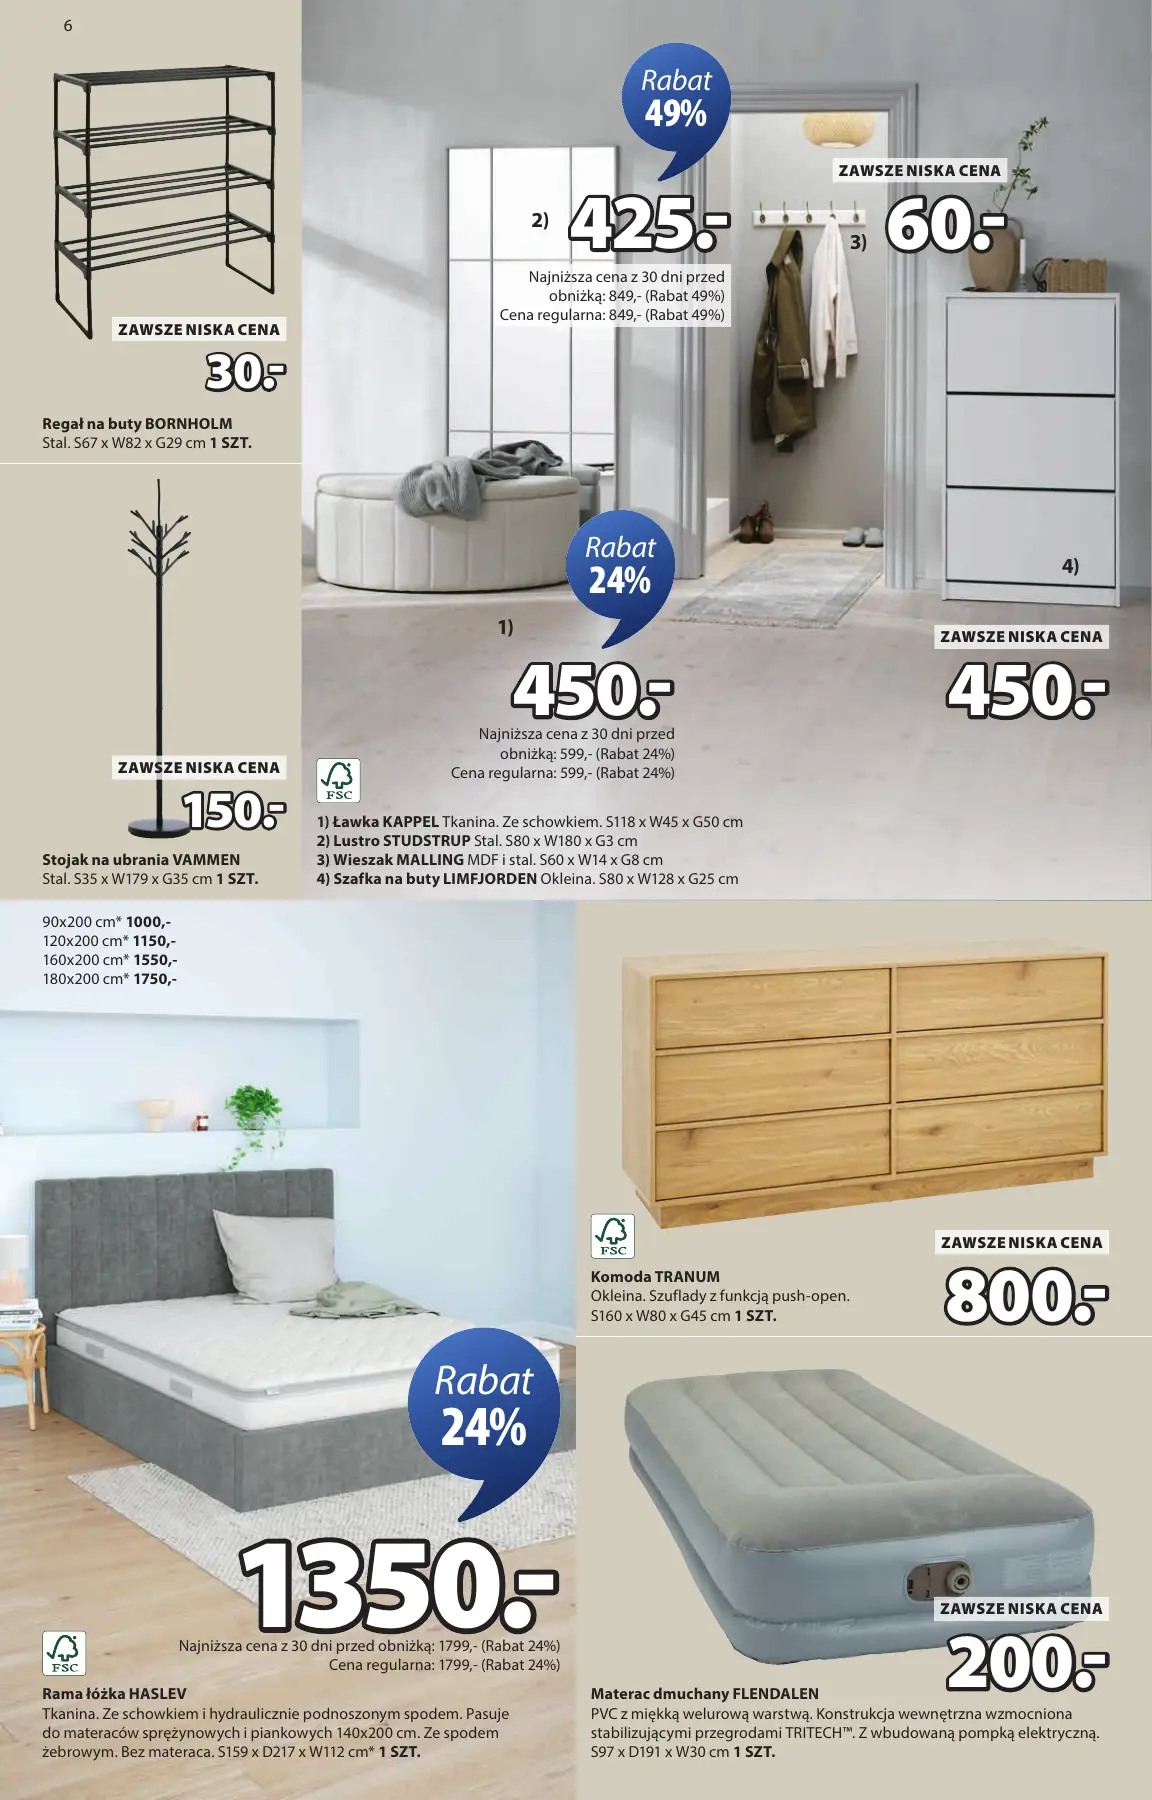 6
ZAWSZE NISKA CENA
30.-
Regał na buty BORNHOLM
Stal. S67 x W82 x G29 cm 1 SZT.
ZAWSZE NISKA CENA
150.-
Stojak na ubrania VAMMEN
Stal. S35 x W179 x G35 cm 1 SZT.
Rabat
49%
2)
425.-
Najniższa cena z 30 dni przed
obniżką: 849,- (Rabat 49%)
Cena regularna: 849,- (Rabat 49%)
ZAWSZE NISKA CENA
3)
60.-
Rabat
24%
1)
450.-
Najniższa cena z 30 dni przed
obniżką: 599,- (Rabat 24%)
Cena regularna: 599,- (Rabat 24%)
4)
ZAWSZE NISKA CENA
450.-
FSC
1) Ławka KAPPEL Tkanina. Ze schowkiem. S118 x W45 x G50 cm
2) Lustro STUDSTRUP Stal. S80 x W180 x G3 cm
3) Wieszak MALLING MDF i stal. S60 x W14 x G8 cm
4) Szafka na buty LIMFJORDEN Okleina. S80 x W128 x G25 cm
90x200 cm* 1000,-
120x200 cm* 1150,-
160x200 cm* 1550,-
180x200 cm* 1750,-
Rabat
24%
1350.-
Najniższa cena z 30 dni przed obniżką: 1799,- (Rabat 24%)
Cena regularna: 1799,- (Rabat 24%)
FSC
Rama łóżka HASLEV
Tkanina. Ze schowkiem i hydraulicznie podnoszonym spodem. Pasuje
do materaców sprężynowych i piankowych 140x200 cm. Ze spodem
żebrowym. Bez materaca. S159 x D217 x W112 cm* 1 SZT.
FSC
ZAWSZE NISKA CENA
800.-
Komoda TRANUM
Okleina. Szuflady z funkcją push-open.
S160 x W80 x G45 cm 1 SZT.
ZAWSZE NISKA CENA
200.-
Materac dmuchany FLENDALEN
PVC z miękką welurową warstwą. Konstrukcja wewnętrzna wzmocniona
stabilizującymi przegrodami TRITECH™. Z wbudowaną pompką elektryczną.
S97 x D191 x W30 cm 1 SZT.